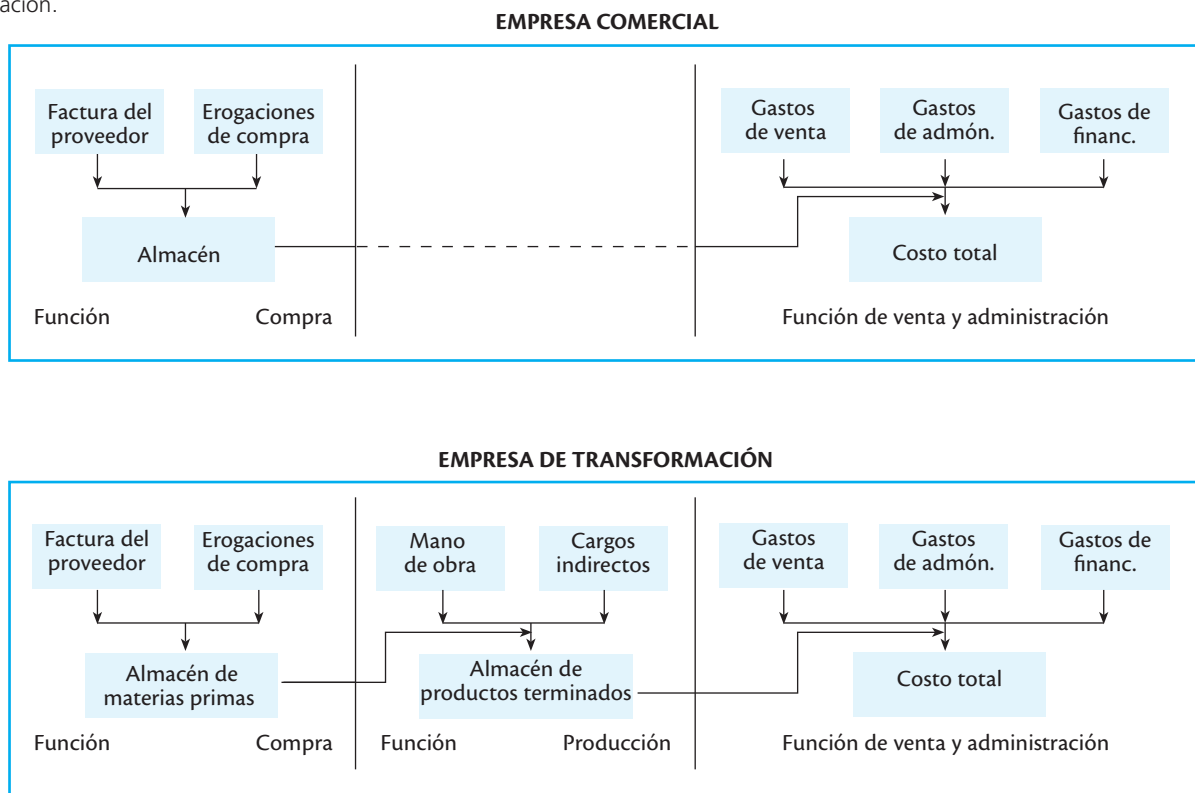 ación.
EMPRESA COMERCIAL
Factura del
proveedor
Erogaciones
de compra
Gastos
de venta
Gastos
de admón.
Gastos de
financ.
Almacén
Costo total
Función
Compra
Función de venta y administración
EMPRESA DE TRANSFORMACIÓN
Factura del
proveedor
Erogaciones
de compra
Mano
de obra
Cargos
indirectos
Gastos
de venta
Gastos
de admón.
Gastos de
financ.
Almacén de
materias primas
Almacén de
productos terminados
Costo total
Función
Compra
Función
Producción
Función de venta y administración